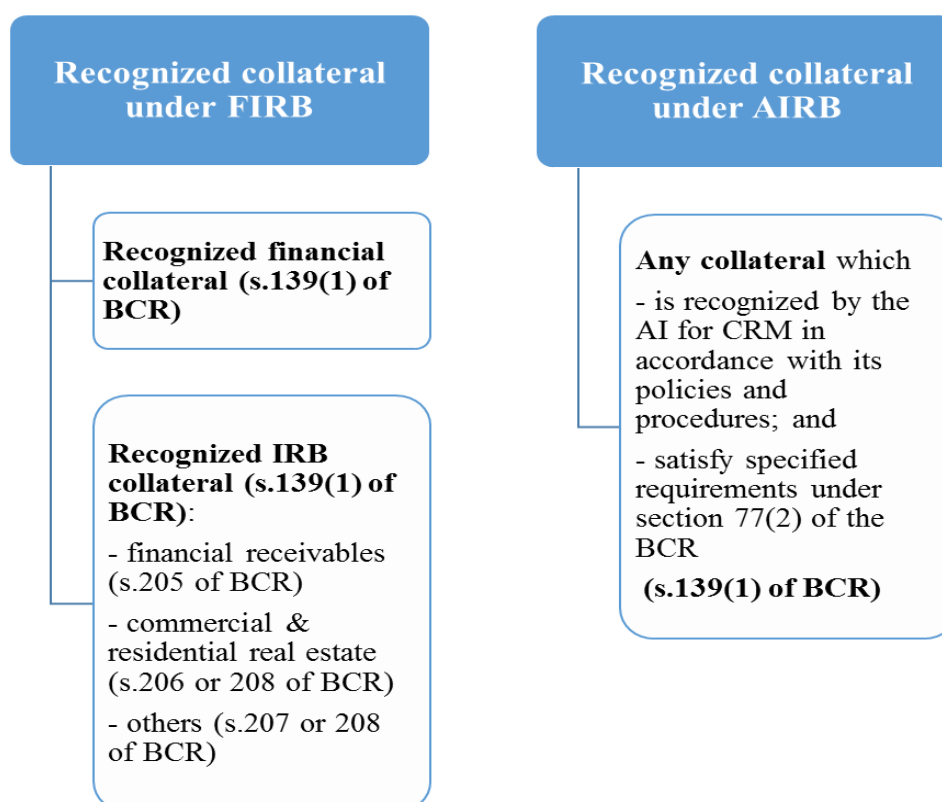 Recognized collateral
under FIRB
Recognized financial
collateral (s.139(1) of
BCR)
Recognized IRB
collateral (s.139(1) of
BCR):
- financial receivables
(s.205 of BCR)
- commercial &
residential real estate
(s.206 or 208 of BCR)
- others (s.207 or 208
of BCR)
Recognized collateral
under AIRB
Any collateral which
- is recognized by the
AI for CRM in
accordance with its
policies and
procedures; and
- satisfy specified
requirements under
section 77(2) of the
BCR
(s.139(1) of BCR)